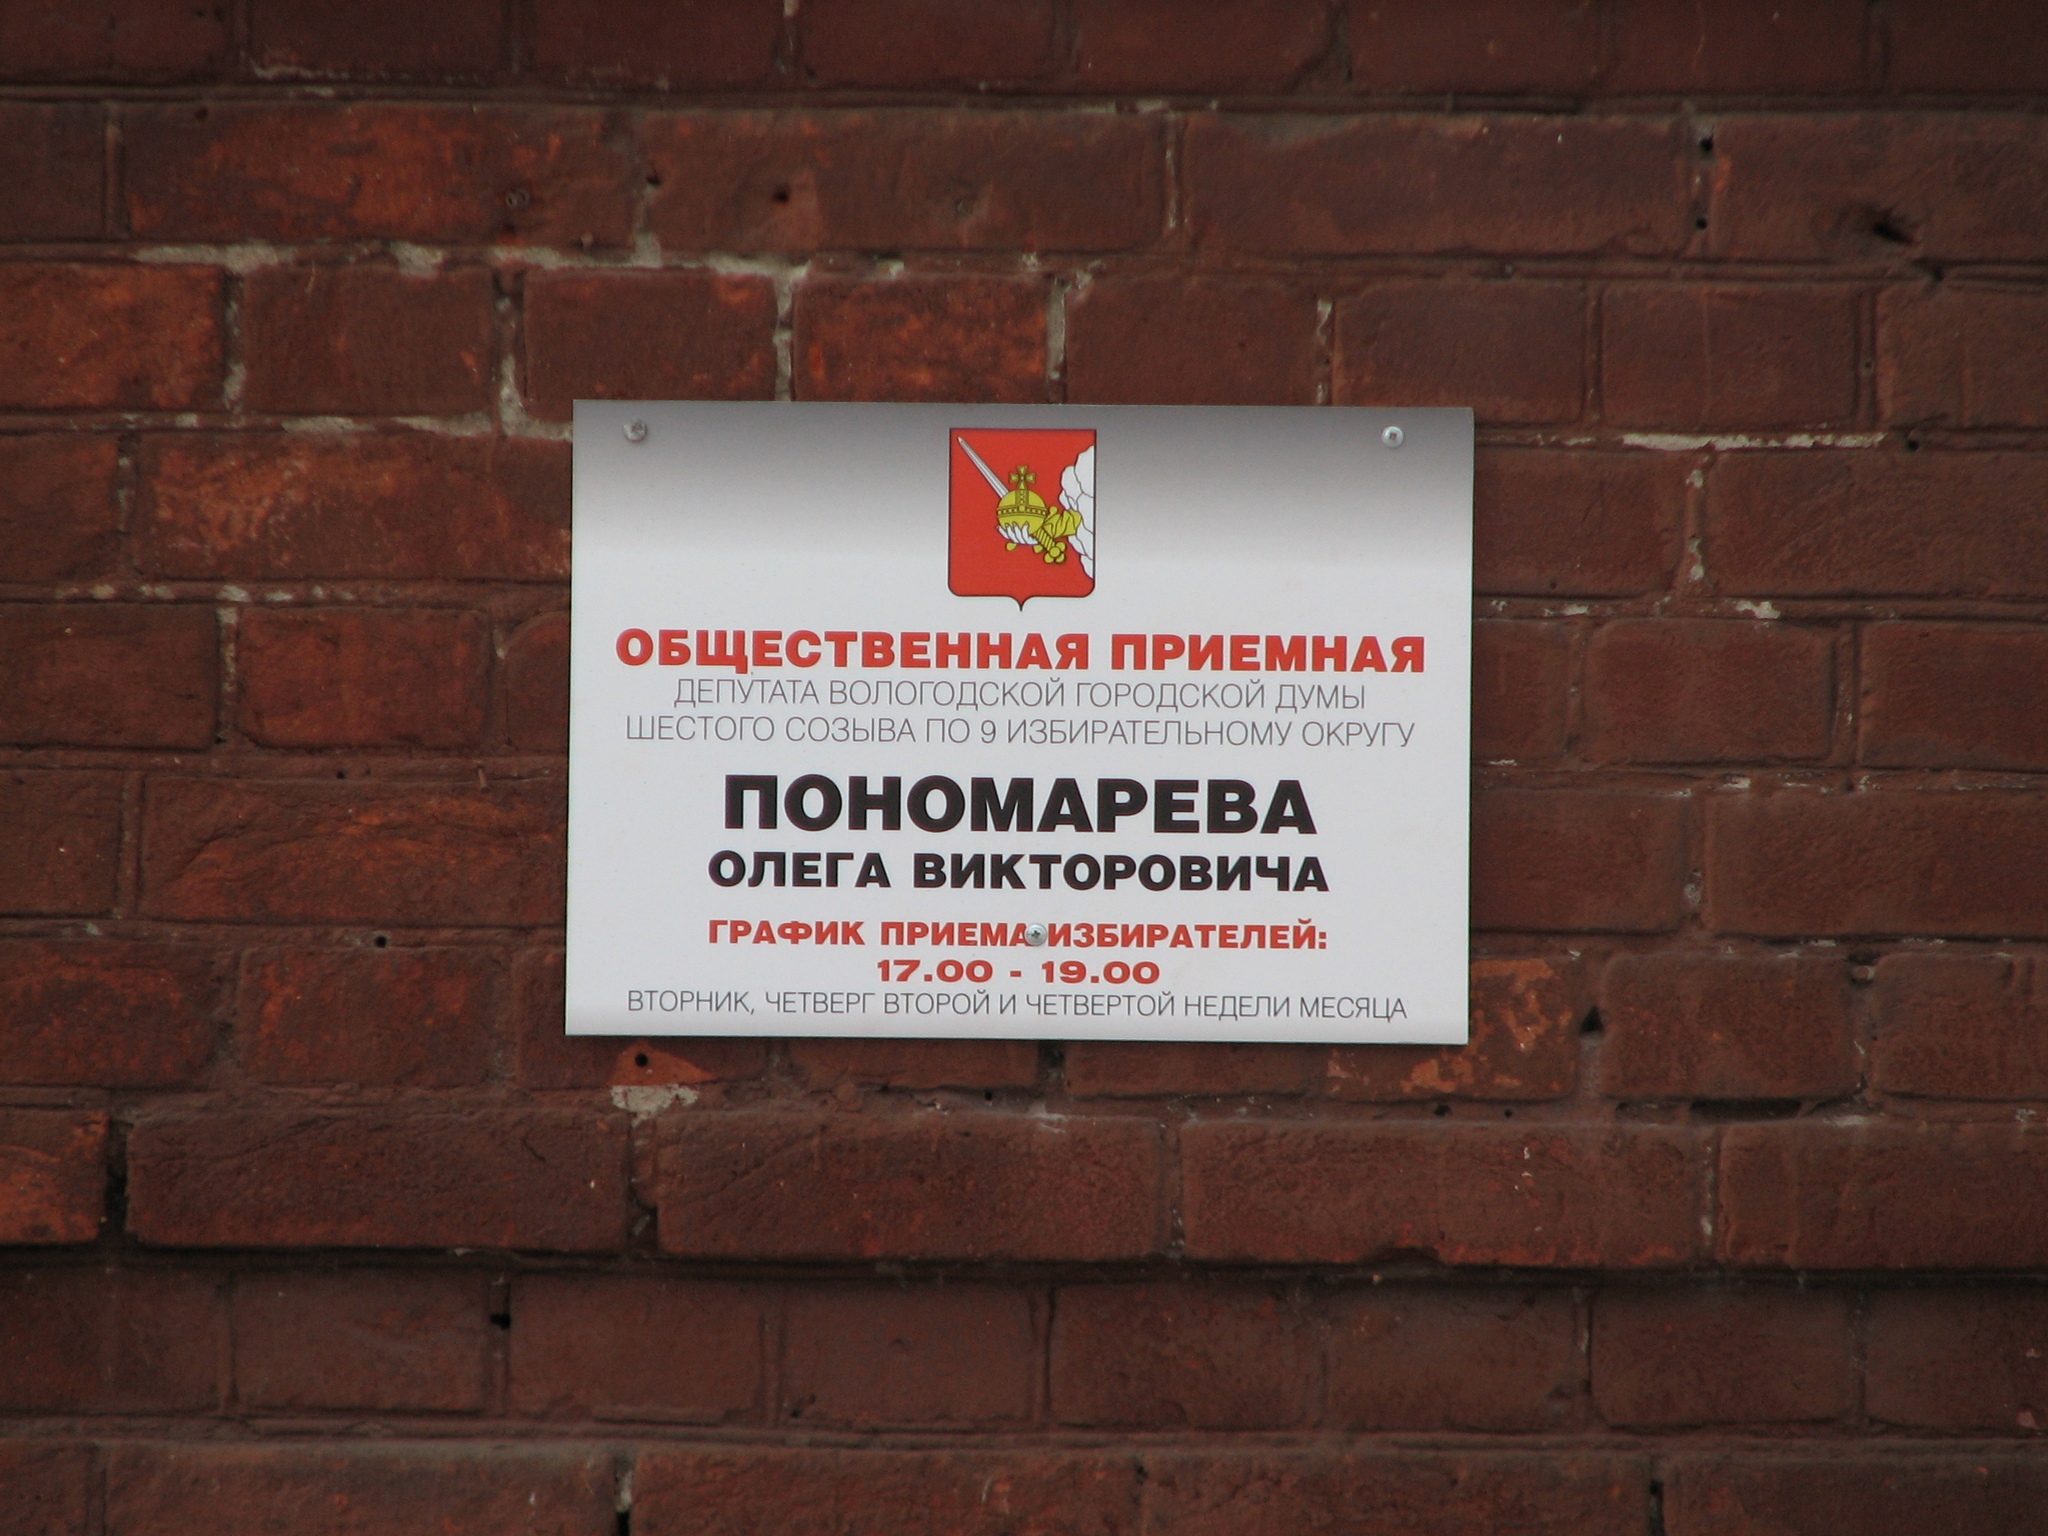 ОБЩЕСТВЕННАЯ ПРИЕМНАЯ
ДЕПУТАТА ВОЛОГОДСКОЙ ГОРОДСКОЙ ДУМЫ
ШЕСТОГО СОЗЫВА ПО 9 ИЗБИРАТЕЛЬНОМУ ОКРУГУ
ПОНОМАРЕВА
ОЛЕГА ВИКТОРОВИЧА
ГРАФИК ПРИЕМА ИЗБИРАТЕЛЕЙ:
17.00 - 19.00
ВТОРНИК, ЧЕТВЕРГ ВТОРОЙ И ЧЕТВЕРТОЙ НЕДЕЛИ МЕСЯЦА